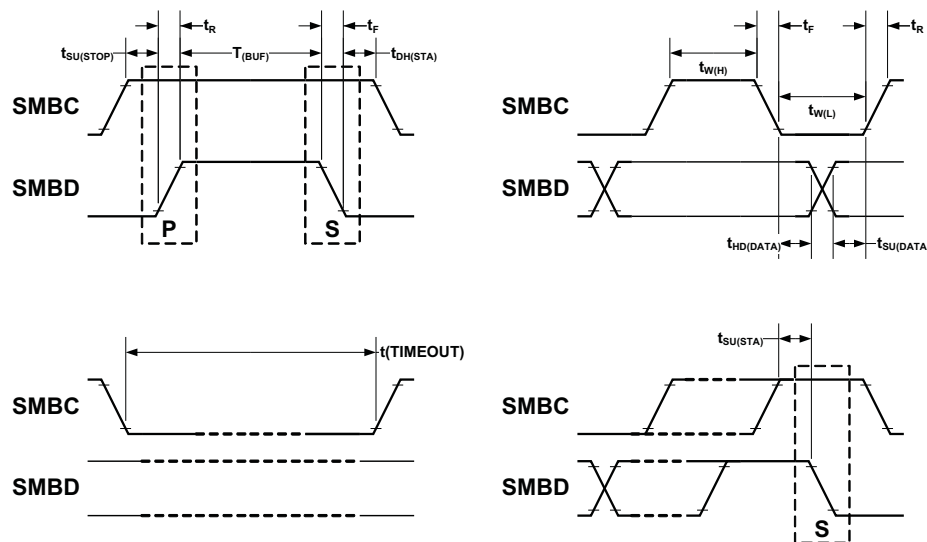 tR
tF
tSU(STOP)
T(BUF)
tDH(STA)
SMBC
SMBD
P
S
tF
tR
tW(H)
tW(L)
SMBC
SMBD
tHD(DATA)
tSU(DATA
t(TIMEOUT)
SMBC
SMBD
tSU(STA)
SMBC
SMBD
S